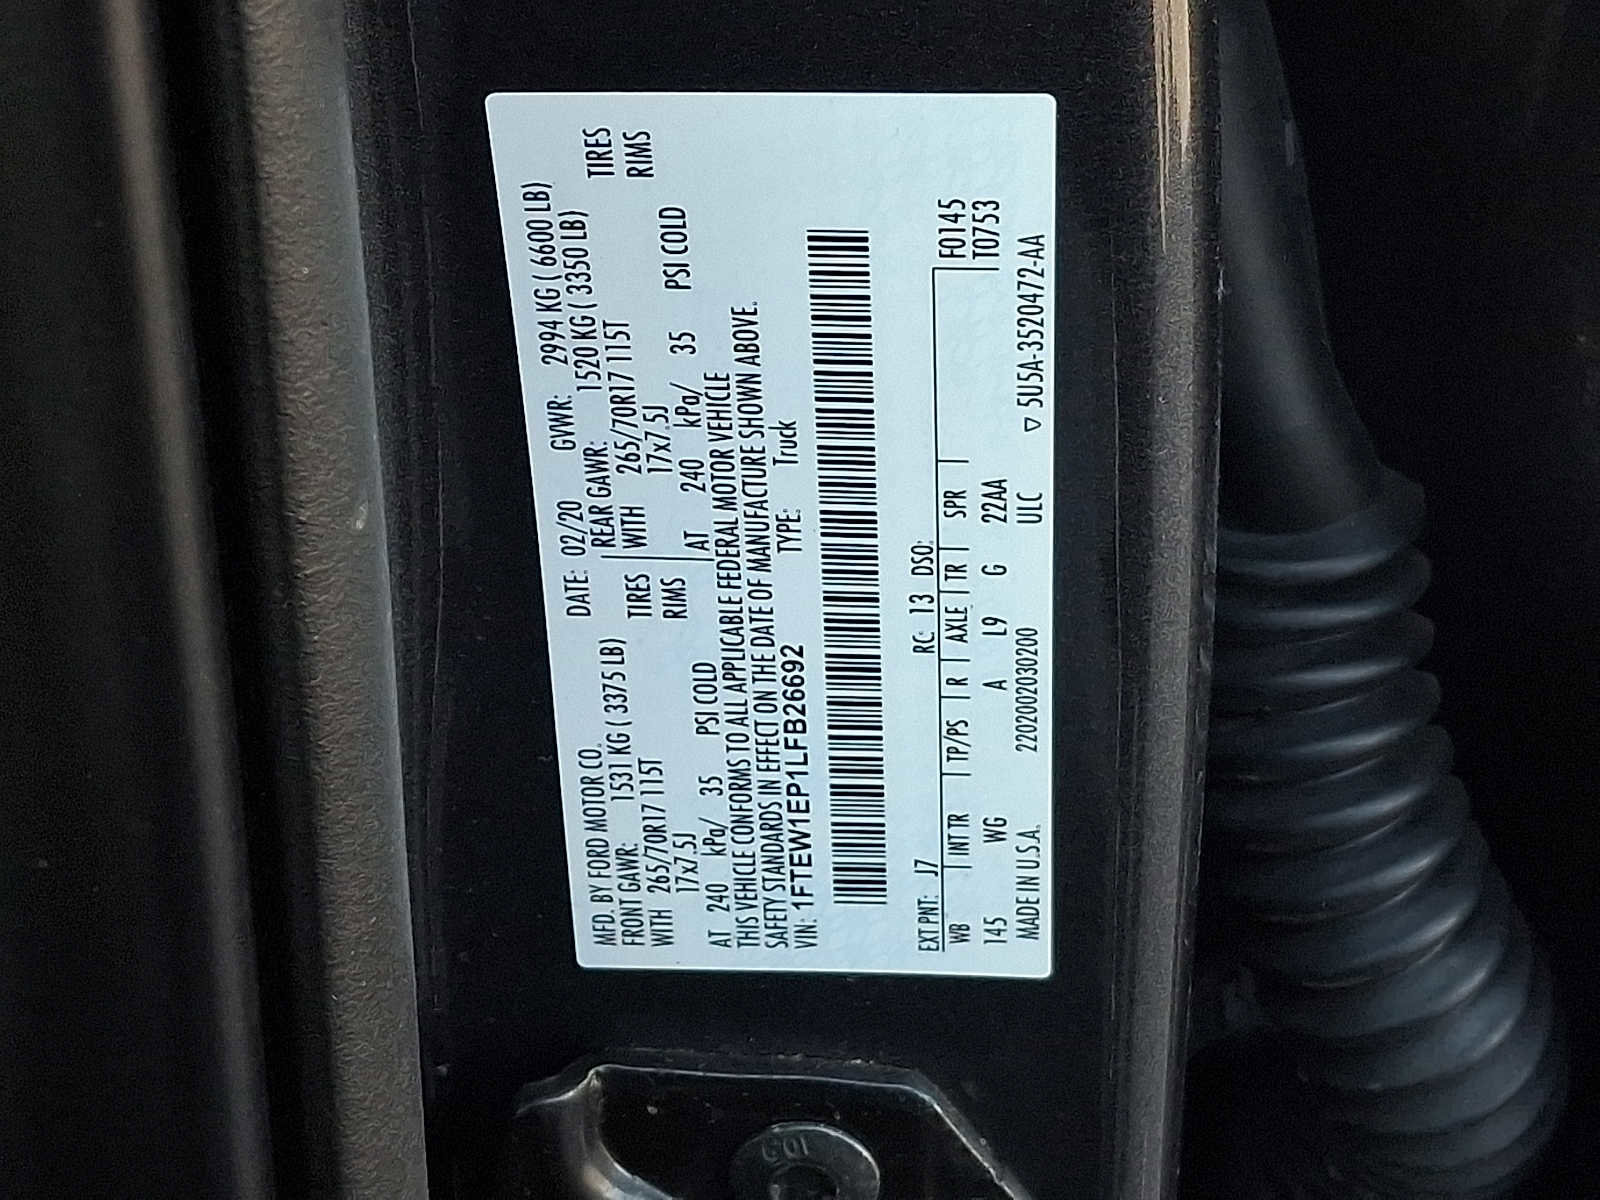 MFD. BY FORD MOTOR CO. DATE: 02/20 GVWR: 2994 KG ( 6600 LB)
FRONT GAWR: 1531 KG ( 3375 LB) REAR GAWR: 1520 KG ( 3350 LB)
WITH 265/70R17 115T TIRES WITH 265/70R17 115T TIRES
17x7.5J RIMS 17x7.5J RIMS
AT 240 kPa/ 35 PSI COLD AT 240 kPa/ 35 PSI COLD
THIS VEHICLE CONFORMS TO ALL APPLICABLE FEDERAL MOTOR VEHICLE
SAFETY STANDARDS IN EFFECT ON THE DATE OF MANUFACTURE SHOWN ABOVE.
VIN: 1FTEW1EP1LFB26692 TYPE: Truck
EXT PNT: J7 RC: 13 DSO: F0145
WB INT TR TP/PS R AXLE TR SPR T0753
145 WG A L9 G 22AA
MADE IN U.S.A. 22020020302​00 ULC ▽ 5U5A-3520472-AA
10.9